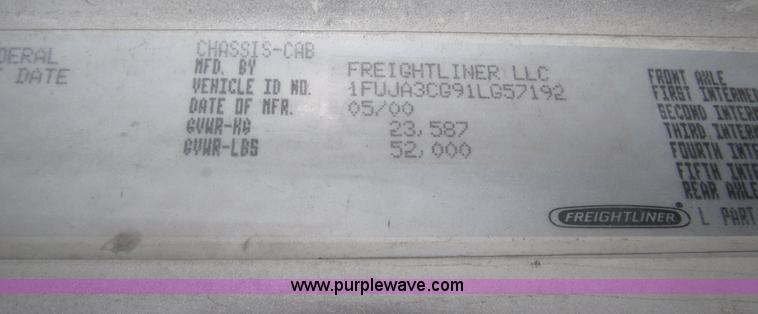 DERAL
DATE
CHASSIS-CAB
MFD. BY FREIGHTLINER LLC
VEHICLE ID NO. 1FUJA3CG91LG57192
DATE OF MFR. 05/00
GVWR-KG 23,587
GVWR-LBS 52,000
FRONT AXLE
FIRST INTERME
SECOND INTERM
THIRD INTERM
FOURTH INTE
FIFTH INTE
REAR AXLE
FREIGHTLINER L PART
www.purplewave.com